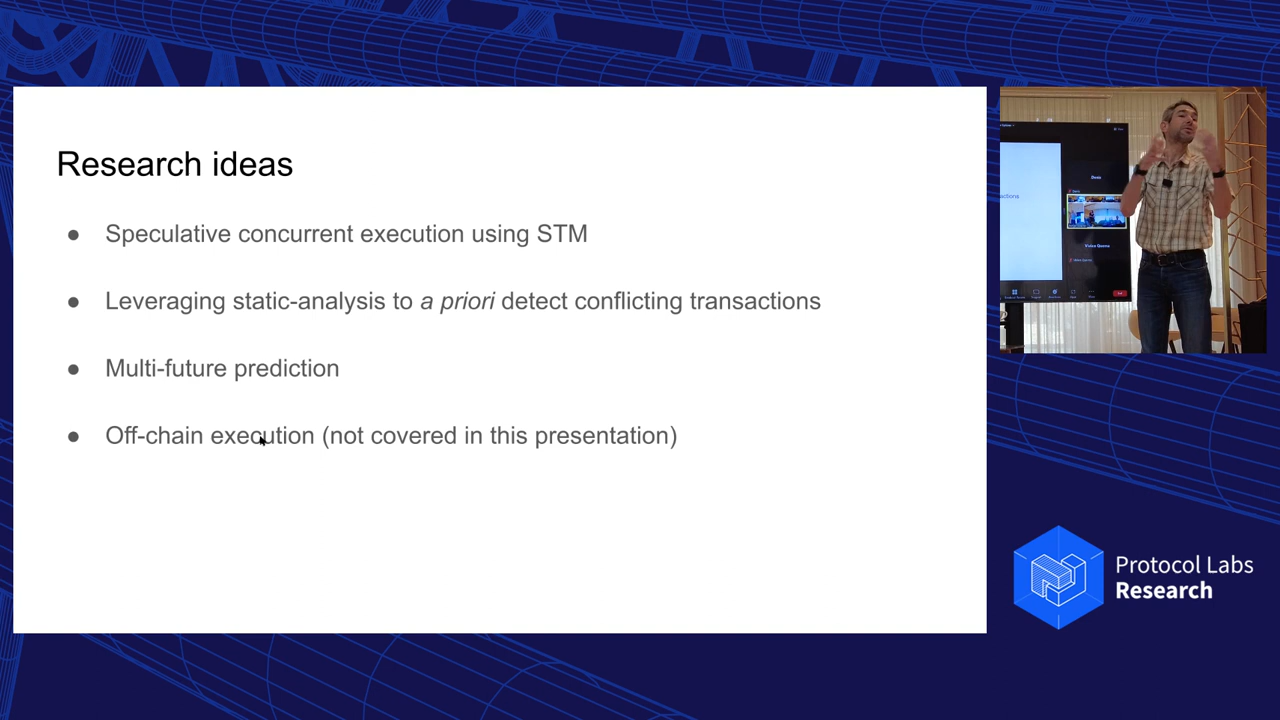 Research ideas
● Speculative concurrent execution using STM
● Leveraging static-analysis to a priori detect conflicting transactions
● Multi-future prediction
● Off-chain execution (not covered in this presentation)
Protocol Labs
Research